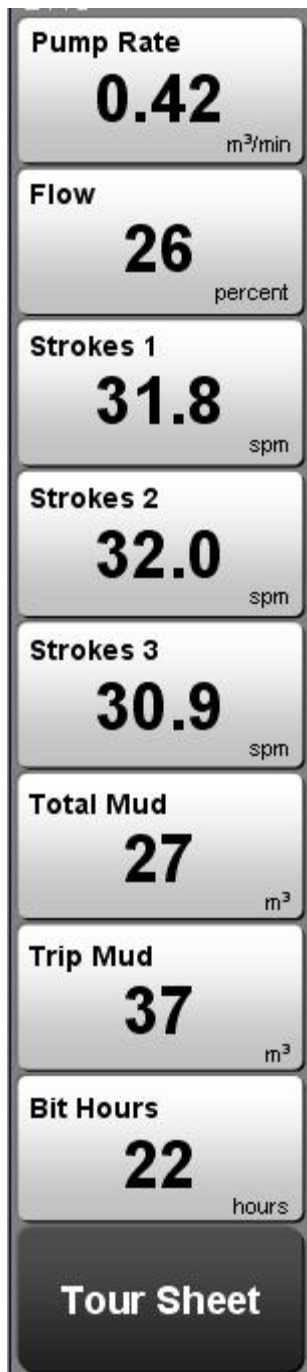 Pump Rate
0.42
m³/min
Flow
26
percent
Strokes 1
31.8
spm
Strokes 2
32.0
spm
Strokes 3
30.9
spm
Total Mud
27
m³
Trip Mud
37
m³
Bit Hours
22
hours
Tour Sheet